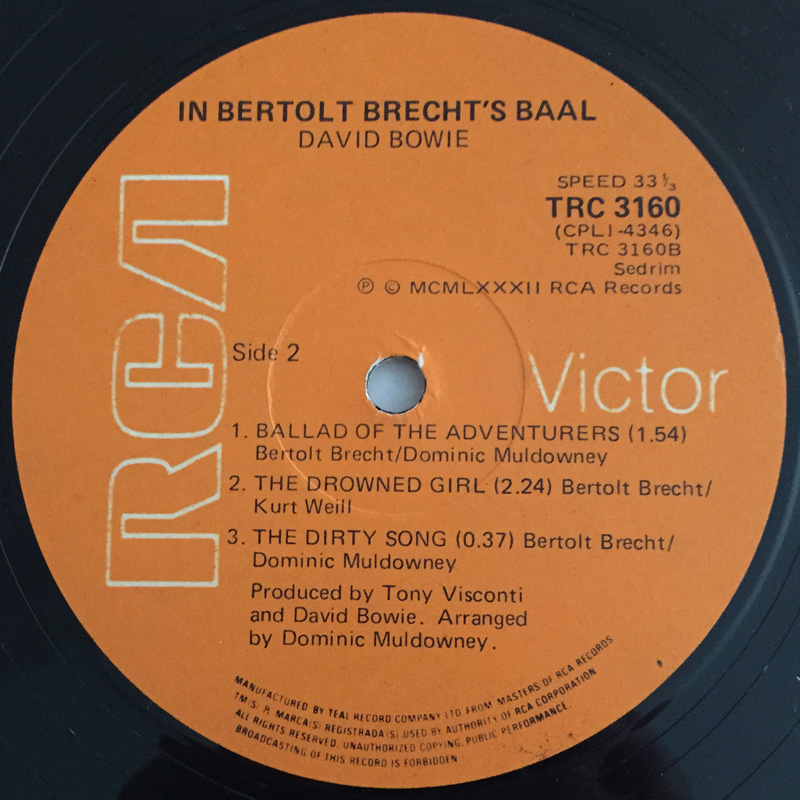 IN BERTOLT BRECHT'S BAAL
DAVID BOWIE
SPEED 33 ⅓
TRC 3160
(CPL1-4346)
TRC 3160B
Sedrim
℗ © MCMLXXXII RCA Records
RCA
Side 2
Victor
1. BALLAD OF THE ADVENTURERS (1.54)
Bertolt Brecht/Dominic Muldowney
2. THE DROWNED GIRL (2.24) Bertolt Brecht/
Kurt Weill
3. THE DIRTY SONG (0.37) Bertolt Brecht/
Dominic Muldowney
Produced by Tony Visconti
and David Bowie. Arranged
by Dominic Muldowney.
MANUFACTURED BY TEAL RECORD COMPANY LTD FROM MASTERS OF RCA RECORDS
TM(S) ® MARCA(S) REGISTRADA(S) USED BY AUTHORITY OF RCA CORPORATION
ALL RIGHTS RESERVED. UNAUTHORIZED COPYING, PUBLIC PERFORMANCE.
BROADCASTING OF THIS RECORD IS FORBIDDEN